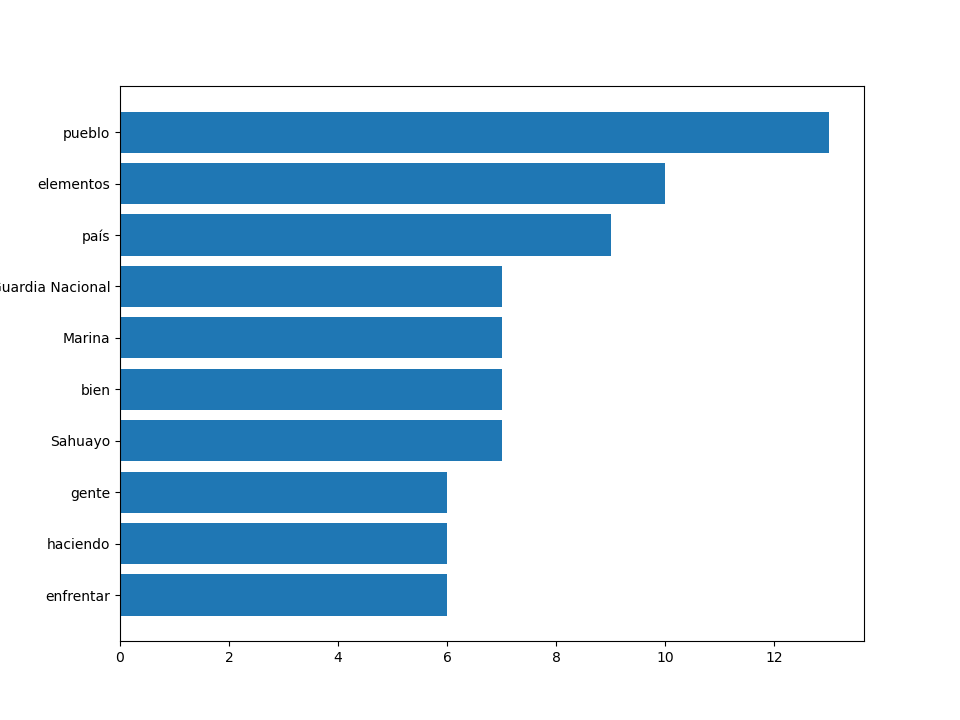 pueblo
elementos
país
uardia Nacional
Marina
bien
Sahuayo
gente
haciendo
enfrentar
0 2 4 6 8 10 12